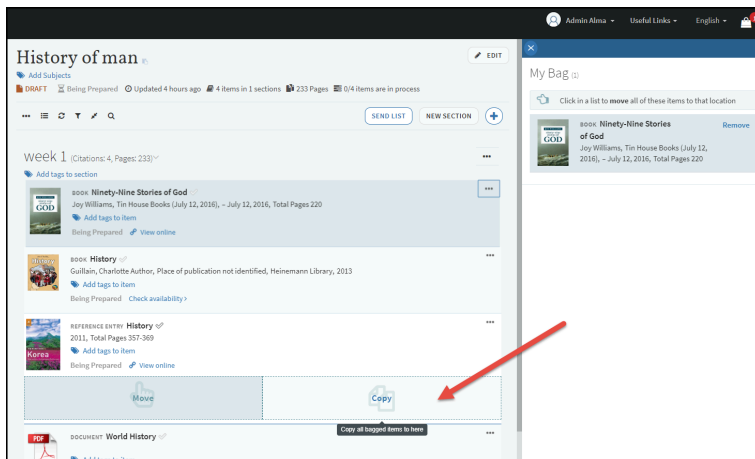 Admin Alma
Useful Links
English
History of man
EDIT
Add Subjects
DRAFT Being Prepared Updated 4 hours ago 4 items in 1 sections 233 Pages 0/4 items are in process
SEND LIST
NEW SECTION
week 1 (Citations: 4, Pages: 233)
Add tags to section
BOOK Ninety-Nine Stories of God
Joy Williams, Tin House Books (July 12, 2016), – July 12, 2016, Total Pages 220
Add tags to item
Being Prepared View online
GOD
BOOK History
Guillain, Charlotte Author, Place of publication not identified, Heinemann Library, 2013
Add tags to item
Being Prepared Check availability >
History
REFERENCE ENTRY History
2011, Total Pages 357-369
Add tags to item
Being Prepared View online
Korea
Move
Copy
Copy all bagged items to here
DOCUMENT World History
PDF
My Bag (1)
Click in a list to move all of these items to that location
BOOK Ninety-Nine Stories
of God
Joy Williams, Tin House Books (July 12,
2016), – July 12, 2016, Total Pages 220
Remove
GOD